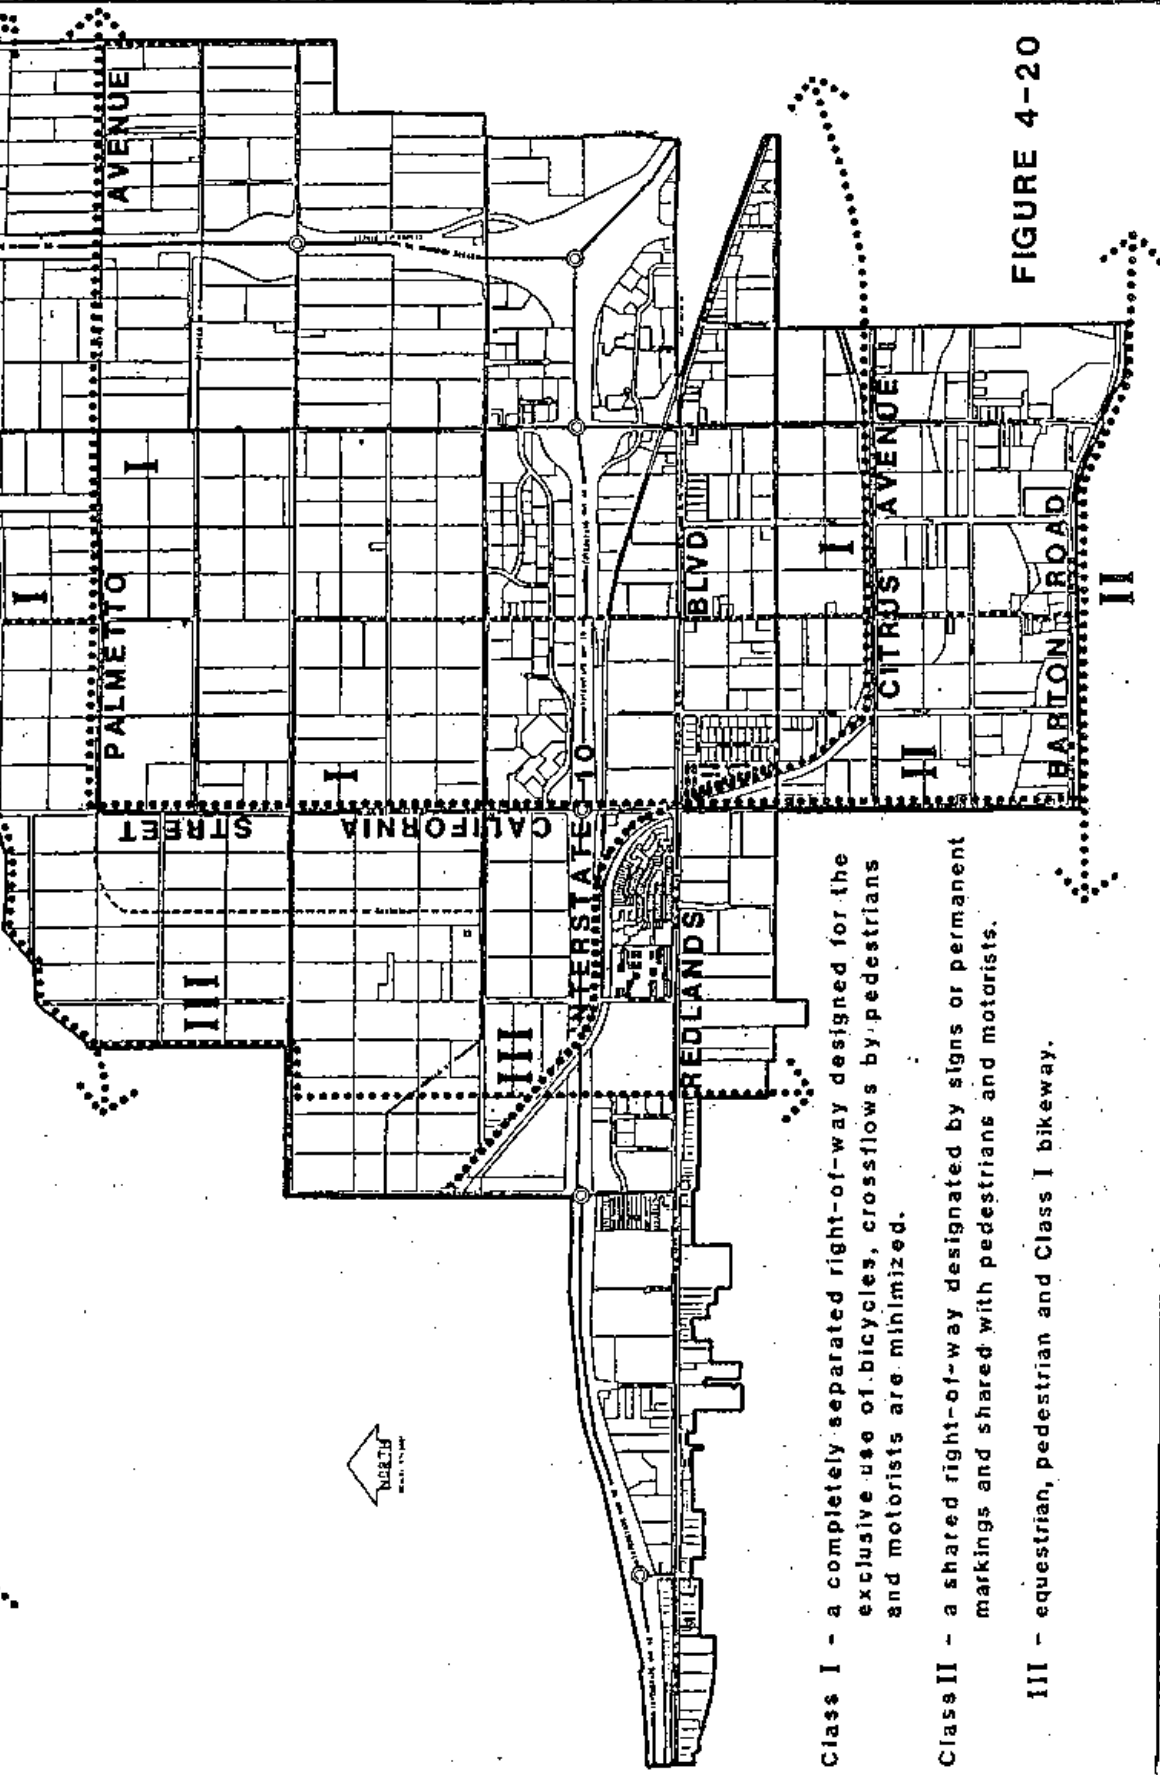 PALMETTO AVENUE
I
I
III
STREET
CALIFORNIA
I
III
INTERSTATE 10
REDLANDS BLVD
I
CITRUS AVENUE
II
BARTON ROAD
II
NORTH
FIGURE 4-20
Class I - a completely separated right-of-way designed for the
exclusive use of bicycles, crossflows by pedestrians
and motorists are minimized.
Class II - a shared right-of-way designated by signs or permanent
markings and shared with pedestrians and motorists.
III - equestrian, pedestrian and Class I bikeway.